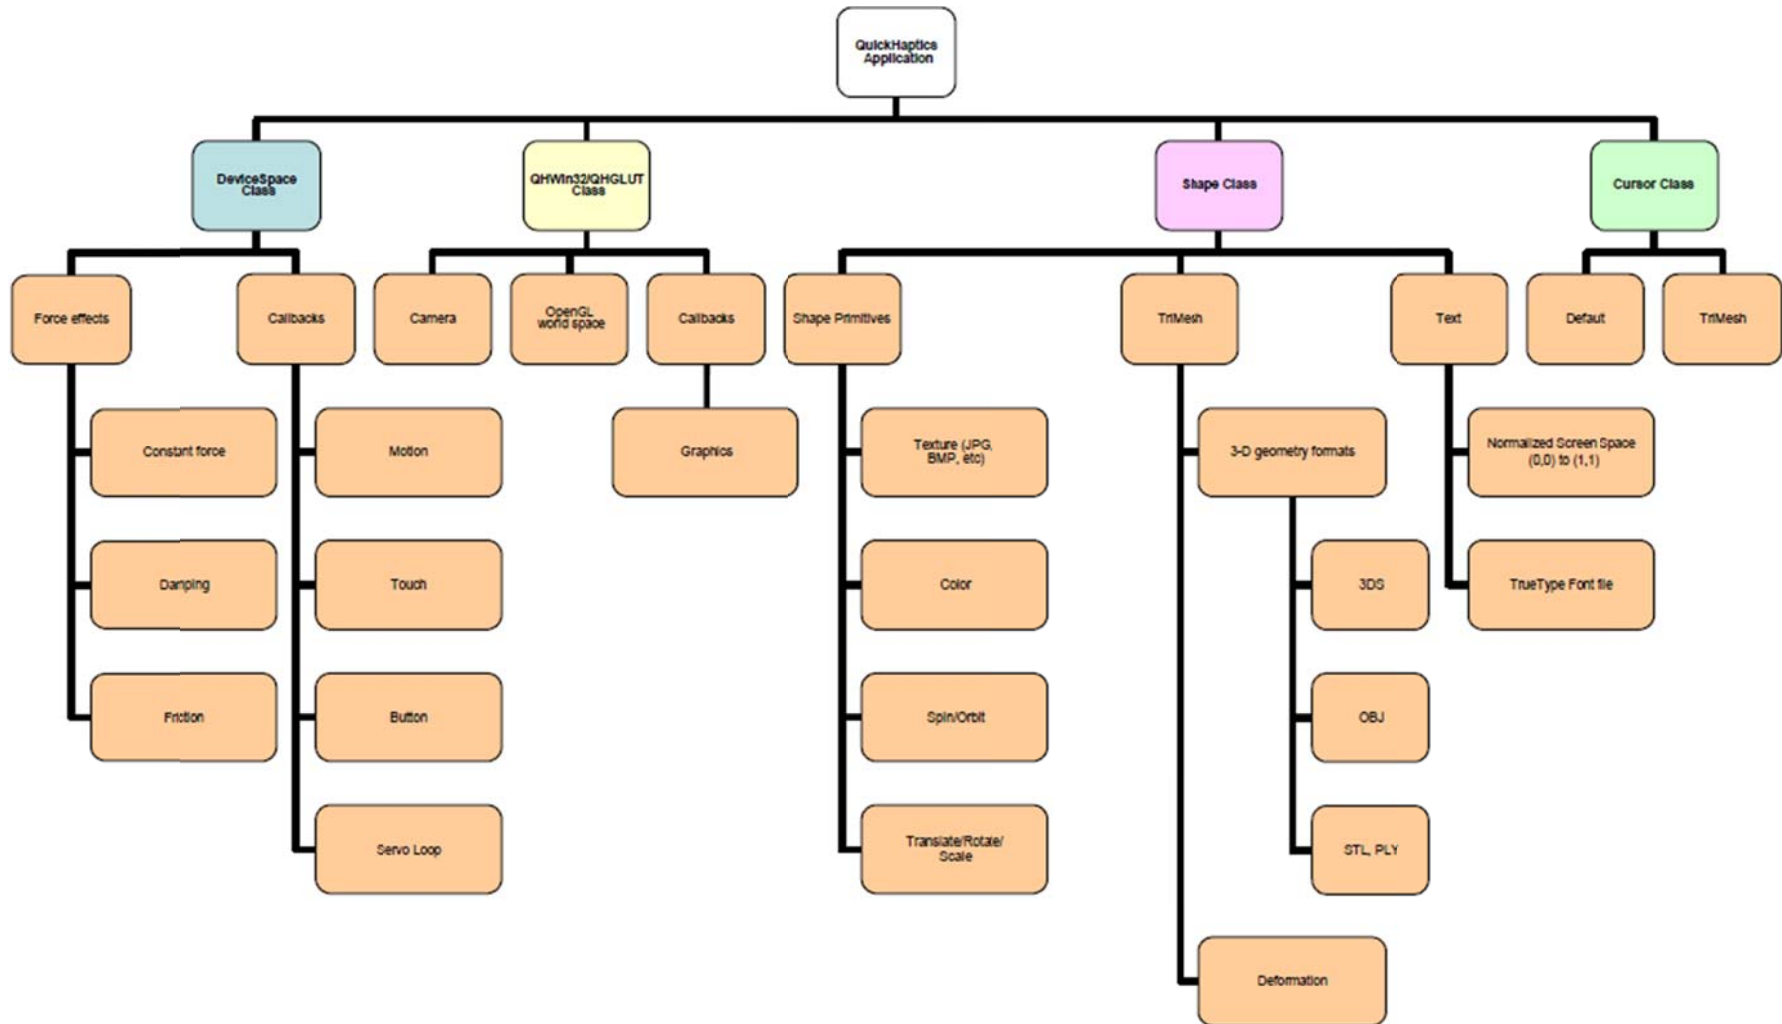 QuickHaptics
Application
DeviceSpace
Class
QHWin32/QHGLUT
Class
Shape Class
Cursor Class
Force effects
Callbacks
Camera
OpenGL
world space
Callbacks
Shape Primitives
TriMesh
Text
Defaut
TriMesh
Constant force
Motion
Graphics
Texture (JPG,
BMP, etc)
3-D geometry formats
Normalized Screen Space
(0,0) to (1,1)
Damping
Touch
Color
3DS
TrueType Font file
Friction
Button
Spin/Orbit
OBJ
Servo Loop
Translate/Rotate/
Scale
STL, PLY
Deformation